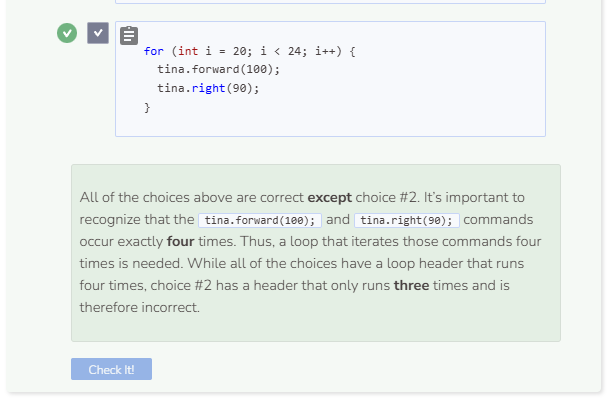 for (int i = 20; i < 24; i++) {
tina.forward(100);
tina.right(90);
}
All of the choices above are correct except choice #2. It's important to
recognize that the tina.forward(100); and tina.right(90); commands
occur exactly four times. Thus, a loop that iterates those commands four
times is needed. While all of the choices have a loop header that runs
four times, choice #2 has a header that only runs three times and is
therefore incorrect.
Check It!